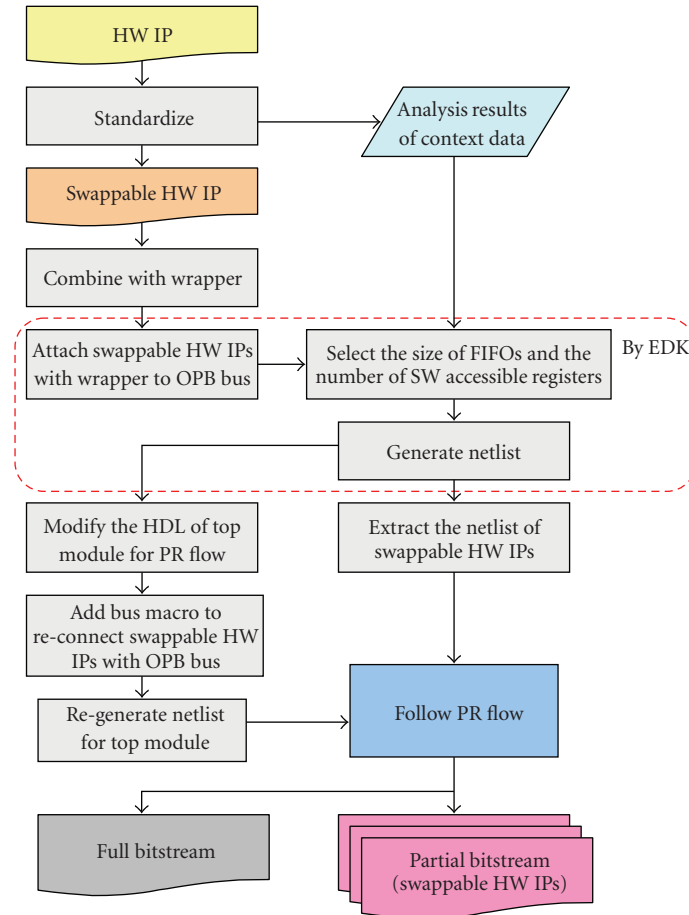 HW IP
Standardize
Analysis results
of context data
Swappable HW IP
Combine with wrapper
Attach swappable HW IPs
with wrapper to OPB bus
Select the size of FIFOs and the
number of SW accessible registers
By EDK
Generate netlist
Modify the HDL of top
module for PR flow
Extract the netlist of
swappable HW IPs
Add bus macro to
re-connect swappable HW
IPs with OPB bus
Re-generate netlist
for top module
Follow PR flow
Full bitstream
Partial bitstream
(swappable HW IPs)